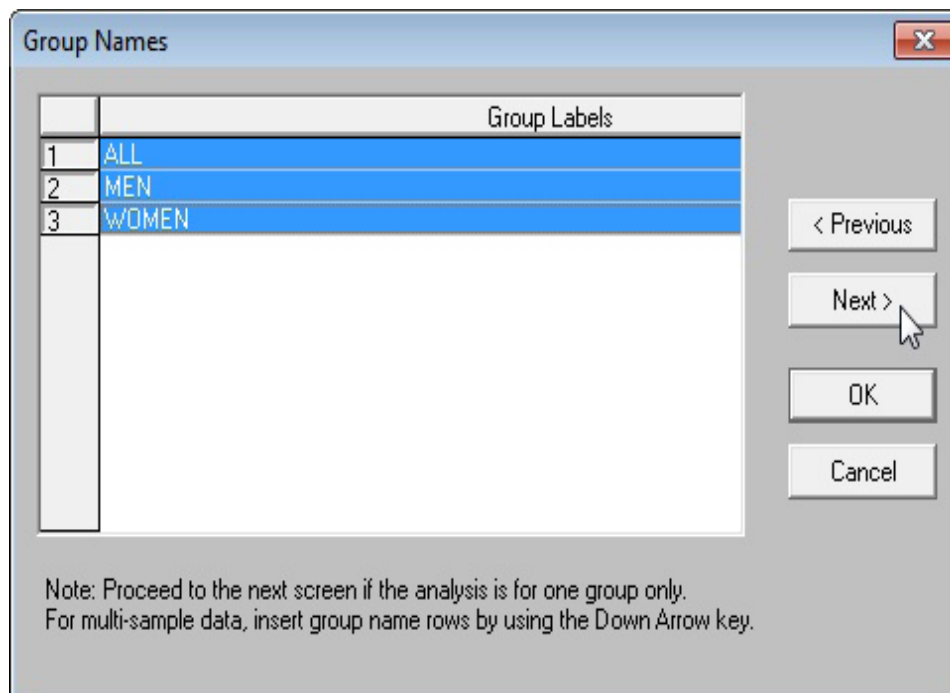 Group Names
Group Labels
1 ALL
2 MEN
3 WOMEN
< Previous
Next >
OK
Cancel
Note: Proceed to the next screen if the analysis is for one group only.
For multi-sample data, insert group name rows by using the Down Arrow key.